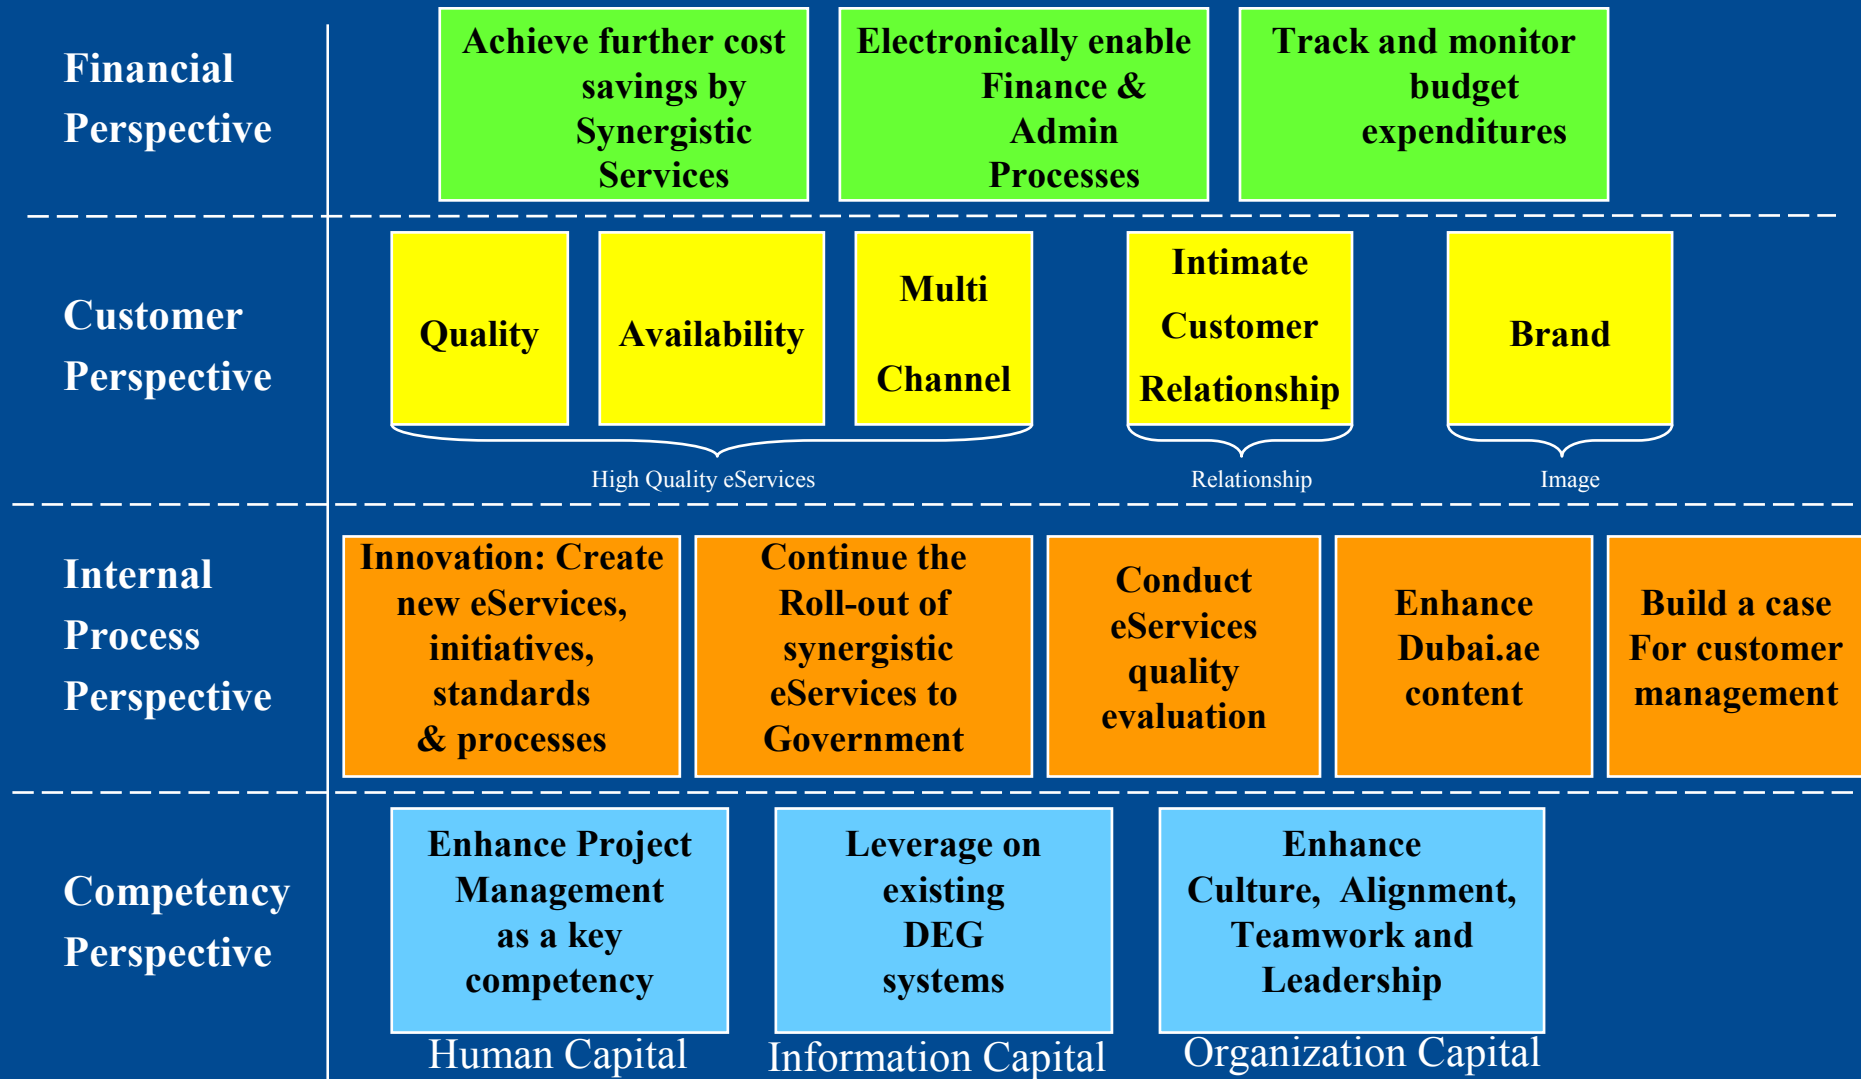 Financial
Perspective
Achieve further cost
savings by
Synergistic
Services
Electronically enable
Finance &
Admin
Processes
Track and monitor
budget
expenditures
Customer
Perspective
Quality
Availability
Multi
Channel
Intimate
Customer
Relationship
Brand
High Quality eServices
Relationship
Image
Internal
Process
Perspective
Innovation: Create
new eServices,
initiatives,
standards
& processes
Continue the
Roll-out of
synergistic
eServices to
Government
Conduct
eServices
quality
evaluation
Enhance
Dubai.ae
content
Build a case
For customer
management
Competency
Perspective
Enhance Project
Management
as a key
competency
Leverage on
existing
DEG
systems
Enhance
Culture, Alignment,
Teamwork and
Leadership
Human Capital
Information Capital
Organization Capital